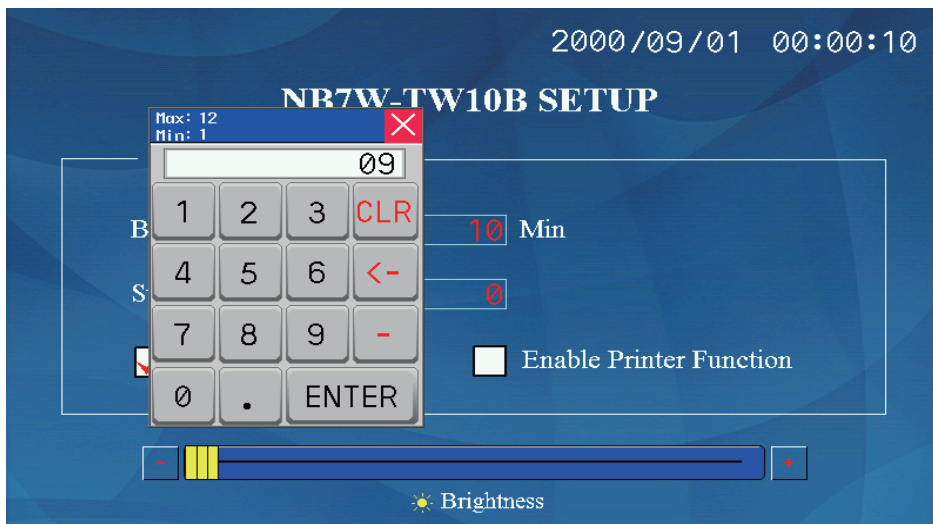 2000/09/01 00:00:10
NB7W-TW10B SETUP
Max: 12
Min: 1
09
1 2 3 CLR
B 10 Min
4 5 6 <-
S 0
7 8 9 -
Enable Printer Function
0 . ENTER
- +
Brightness